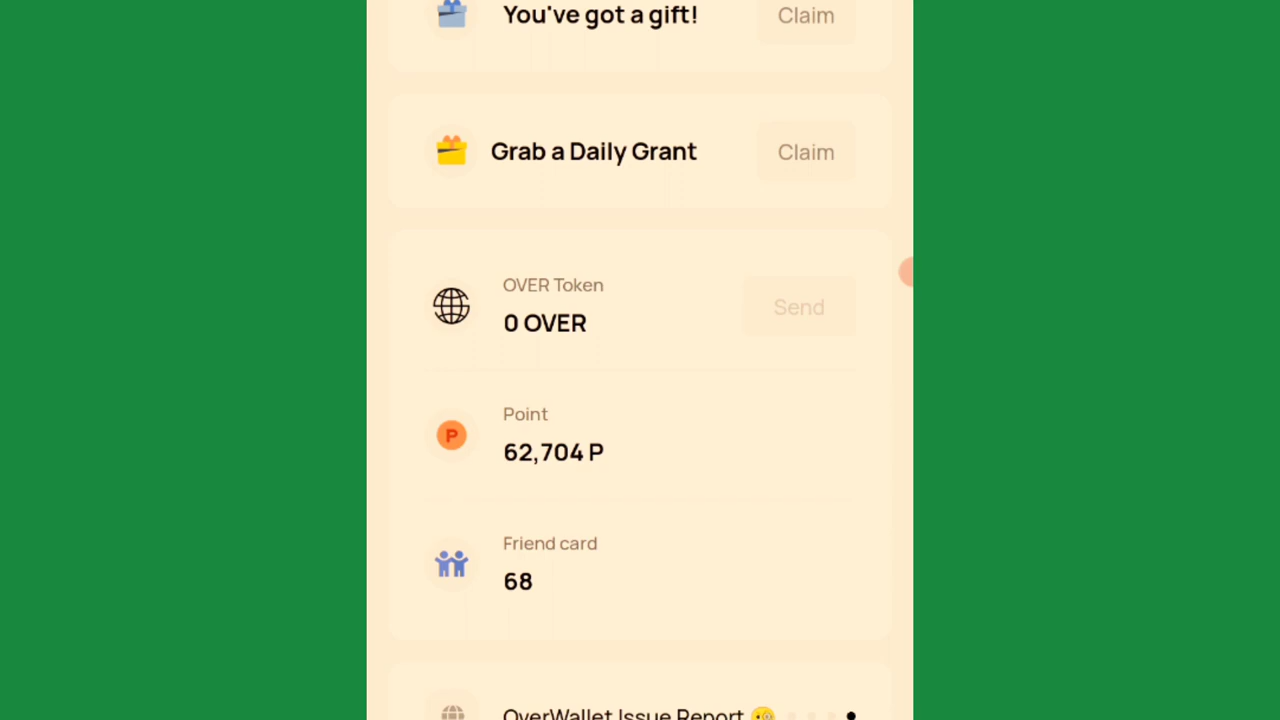 You've got a gift!
Claim
Grab a Daily Grant
Claim
OVER Token
0 OVER
Send
P
Point
62,704 P
Friend card
68
OverWallet Issue Report 🧐